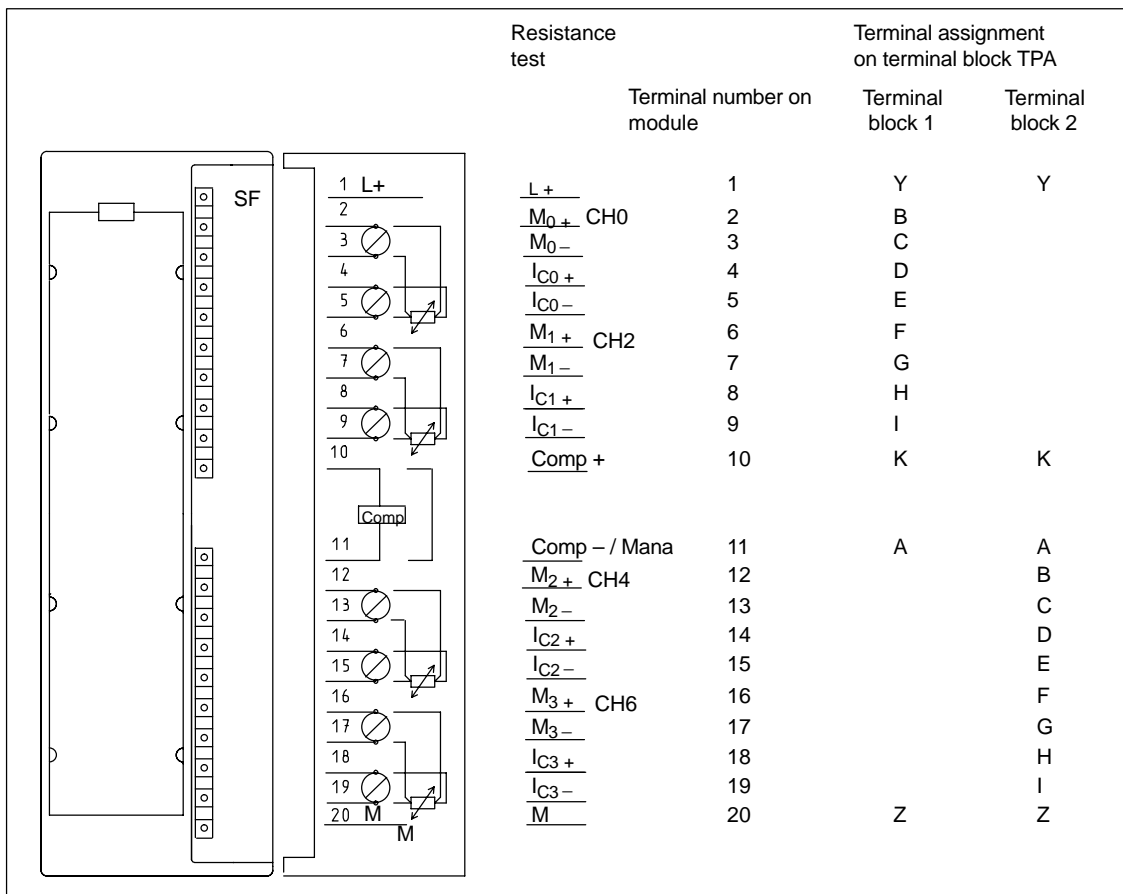 Resistance test
Terminal assignment on terminal block TPA
Terminal number on module
Terminal block 1
Terminal block 2
SF
1 L+
2
3
4
5
6
7
8
9
10
Comp
11
12
13
14
15
16
17
18
19
20 M
M
L + 1 Y Y
M0 + CH0 2 B
M0 – 3 C
IC0 + 4 D
IC0 – 5 E
M1 + CH2 6 F
M1 – 7 G
IC1 + 8 H
IC1 – 9 I
Comp + 10 K K
Comp – / Mana 11 A A
M2 + CH4 12 B
M2 – 13 C
IC2 + 14 D
IC2 – 15 E
M3 + CH6 16 F
M3 – 17 G
IC3 + 18 H
IC3 – 19 I
M 20 Z Z